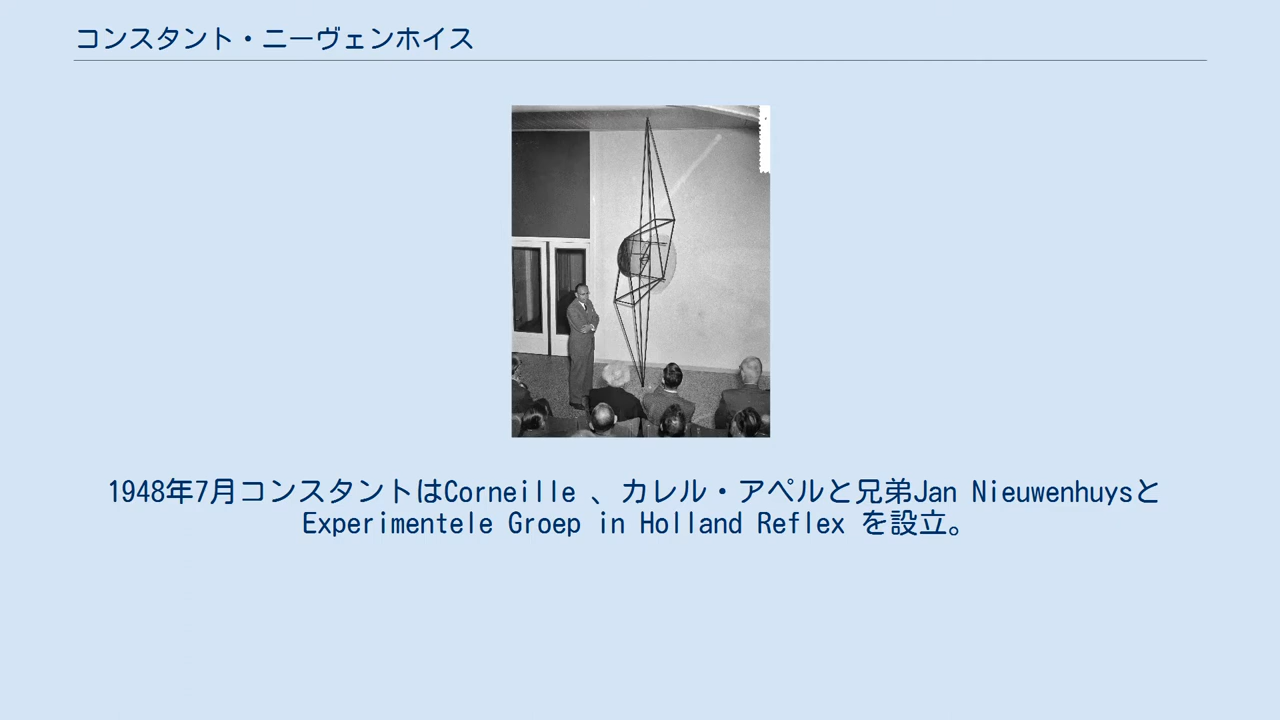 コンスタント・ニーヴェンホイス
1948年7月コンスタントはCorneille 、カレル・アペルと兄弟Jan Nieuwenhuysと
Experimentele Groep in Holland Reflex を設立。